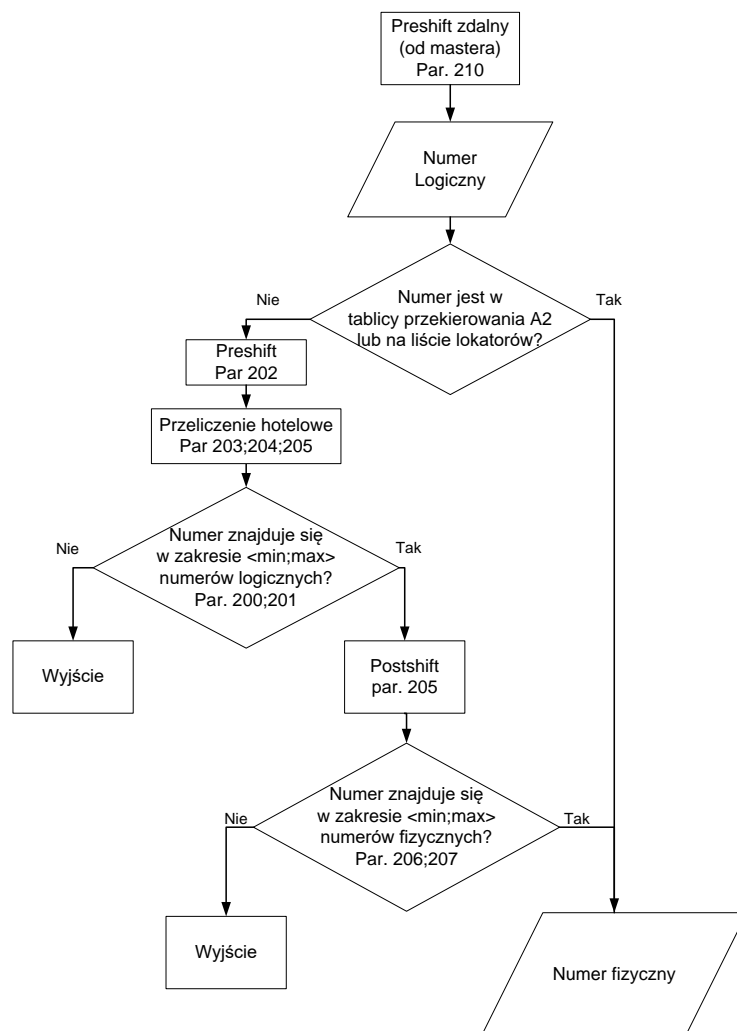 Preshift zdalny
(od mastera)
Par. 210
Numer
Logiczny
Nie
Numer jest w
tablicy przekierowania A2
lub na liście lokatorów?
Tak
Preshift
Par 202
Przeliczenie hotelowe
Par 203;204;205
Nie
Numer znajduje się
w zakresie <min;max>
numerów logicznych?
Par. 200;201
Tak
Wyjście
Postshift
par. 205
Nie
Numer znajduje się
w zakresie <min;max>
numerów fizycznych?
Par. 206;207
Tak
Wyjście
Numer fizyczny